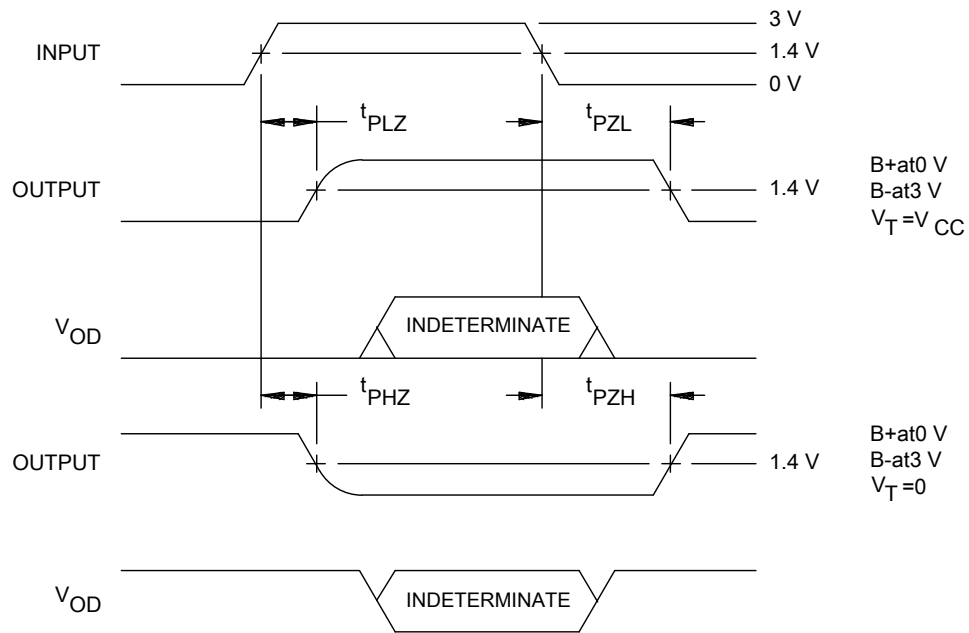 3 V
INPUT
1.4 V
0 V
tPLZ
tPZL
B+at0 V
OUTPUT
1.4 V
B-at3 V
VT =V CC
VOD
INDETERMINATE
tPHZ
tPZH
B+at0 V
OUTPUT
1.4 V
B-at3 V
VT =0
VOD
INDETERMINATE